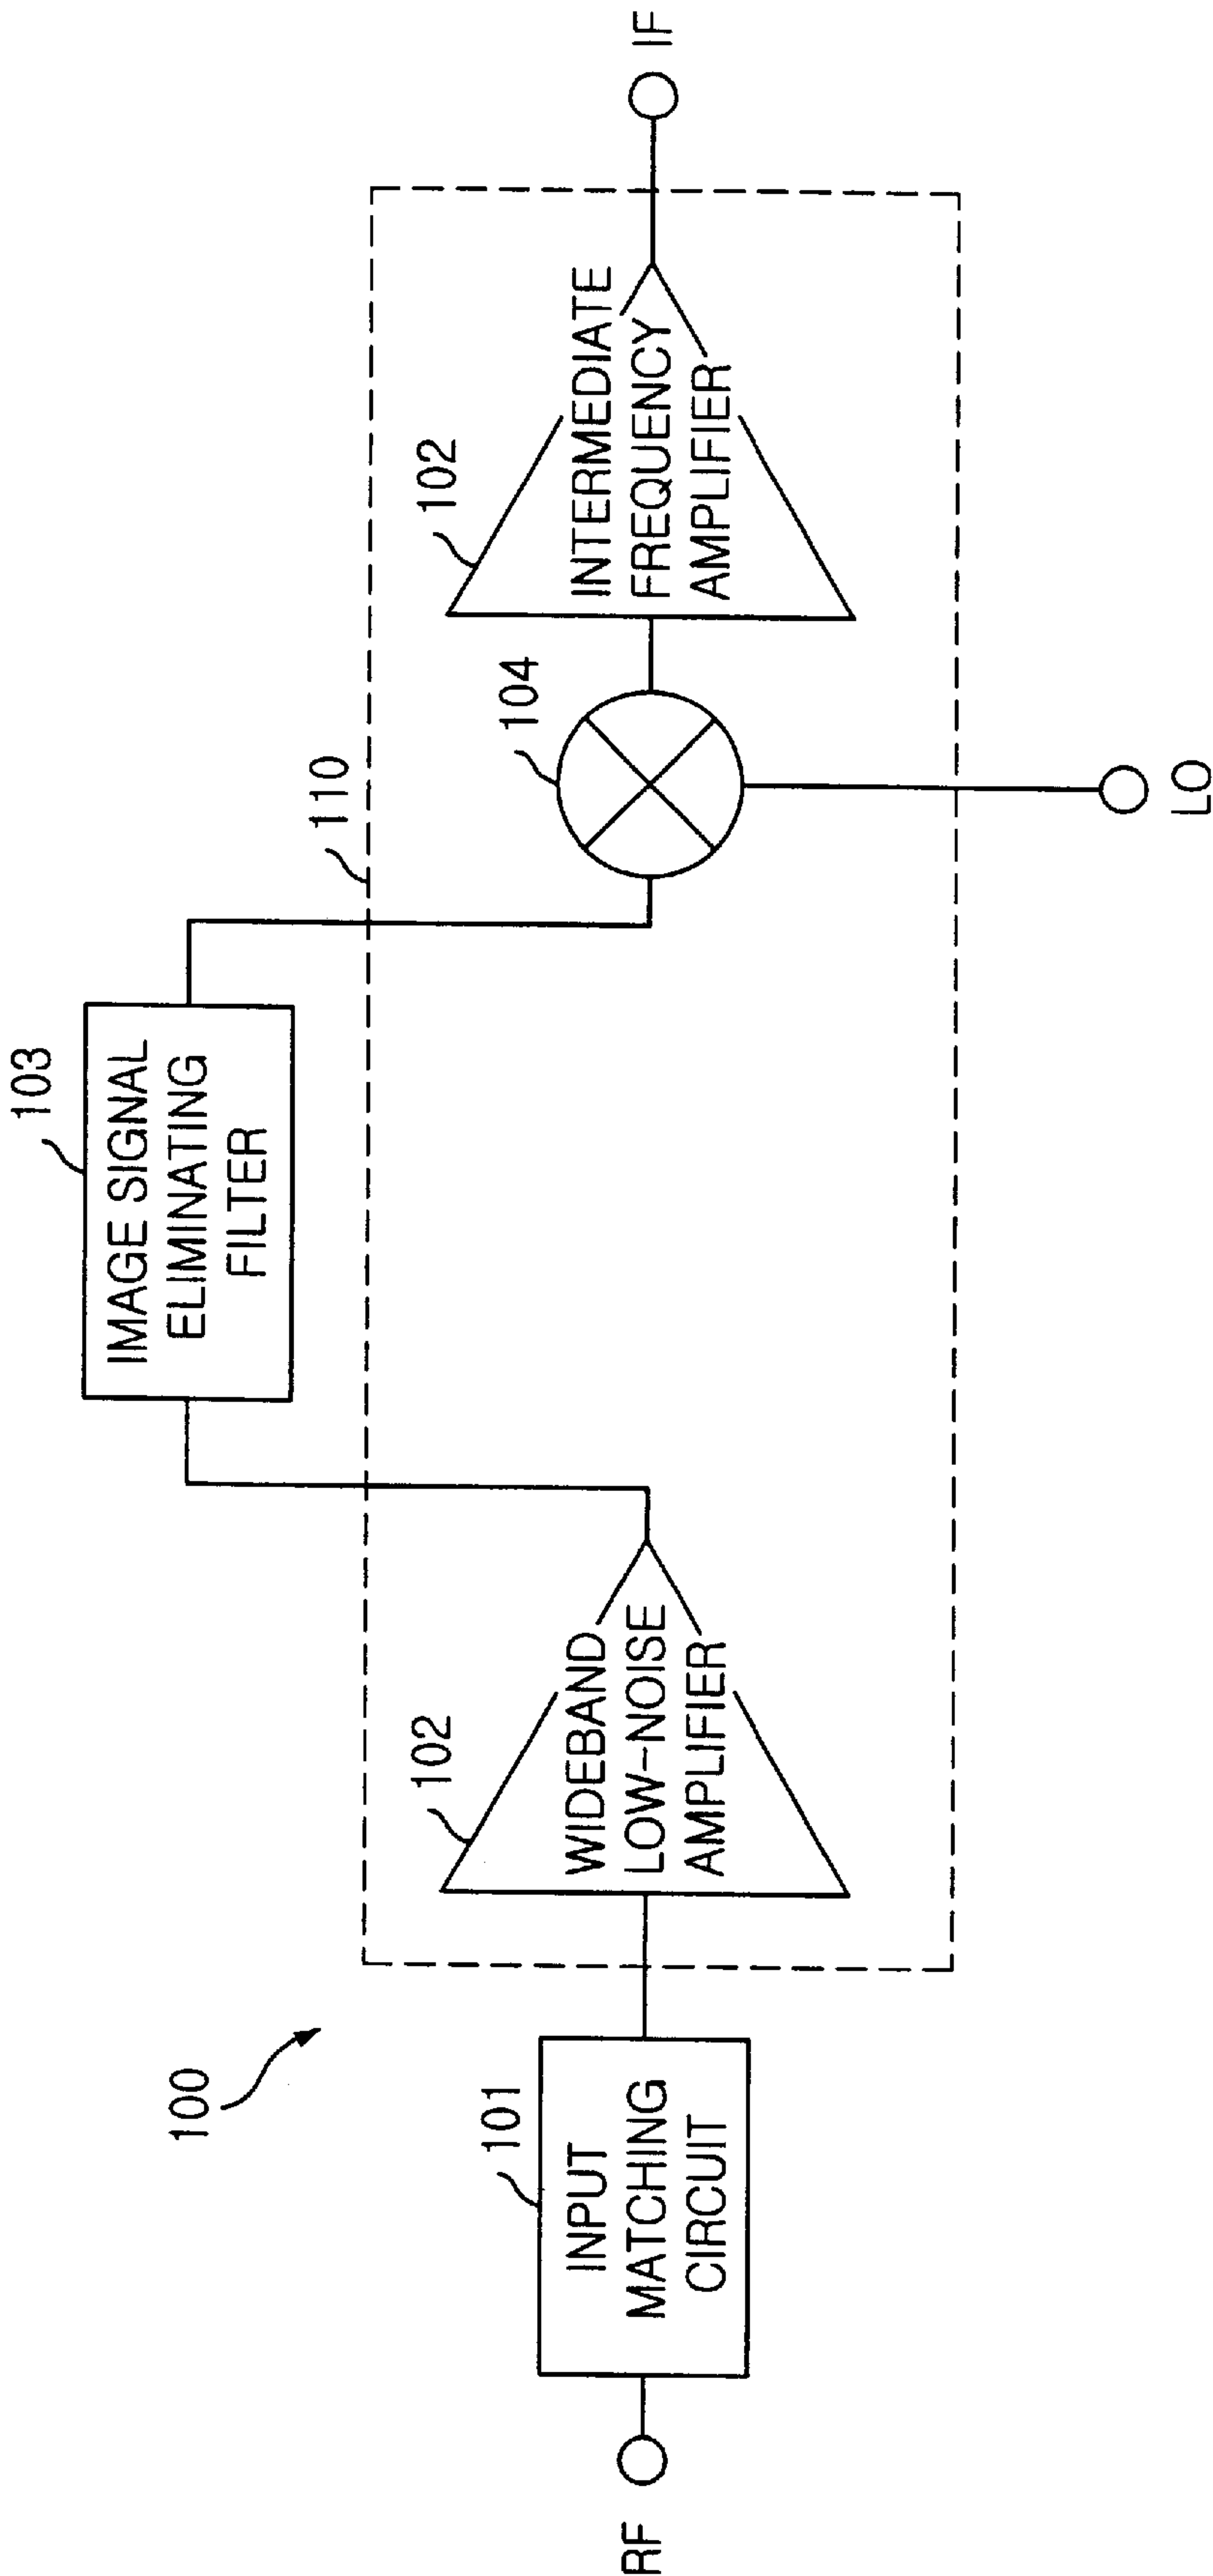 100
103
IMAGE SIGNAL
ELIMINATING
FILTER
110
RF
101
INPUT
MATCHING
CIRCUIT
102
WIDEBAND
LOW-NOISE
AMPLIFIER
104
LO
102
INTERMEDIATE
FREQUENCY
AMPLIFIER
IF